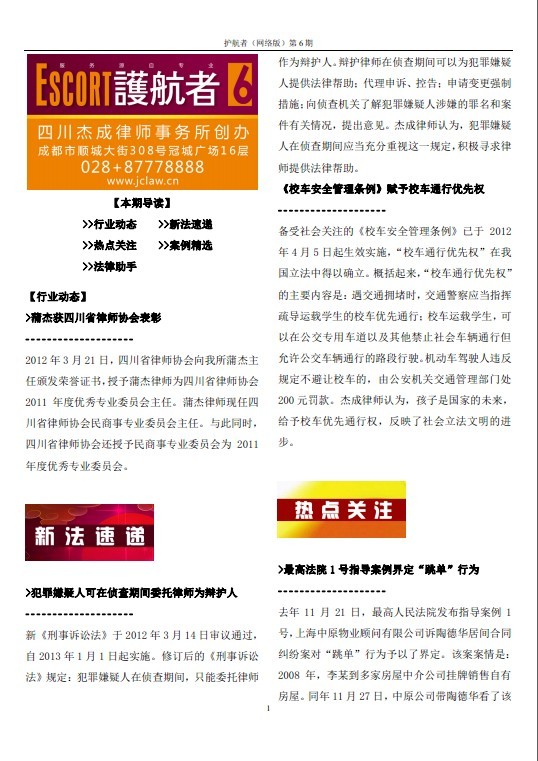 护航者（网络版）第 6 期
服务源自专业
ESCORT護航者 6
四川杰成律师事务所创办
成都市顺城大街308号冠城广场16层
028+87778888
www.jclaw.cn
【本期导读】
>>行业动态 >>新法速递
>>热点关注 >>案例精选
>>法律助手
【行业动态】
>蒲杰获四川省律师协会表彰
--------------------
2012 年 3 月 21 日，四川省律师协会向我所蒲杰主
任颁发荣誉证书，授予蒲杰律师为四川省律师协会
2011 年度优秀专业委员会主任。蒲杰律师现任四
川省律师协会民商事专业委员会主任。与此同时，
四川省律师协会还授予民商事专业委员会为 2011
年度优秀专业委员会。
新法速递
>犯罪嫌疑人可在侦查期间委托律师为辩护人
--------------------
新《刑事诉讼法》于 2012 年 3 月 14 日审议通过，
自 2013 年 1 月 1 日起实施。修订后的《刑事诉讼
法》规定：犯罪嫌疑人在侦查期间，只能委托律师
作为辩护人。辩护律师在侦查期间可以为犯罪嫌疑
人提供法律帮助；代理申诉、控告；申请变更强制
措施；向侦查机关了解犯罪嫌疑人涉嫌的罪名和案
件有关情况，提出意见。杰成律师认为，犯罪嫌疑
人在侦查期间应当充分重视这一规定，积极寻求律
师提供法律帮助。
《校车安全管理条例》赋予校车通行优先权
--------------------
备受社会关注的《校车安全管理条例》已于 2012
年 4 月 5 日起生效实施，“校车通行优先权”在我
国立法中得以确立。概括起来，“校车通行优先权”
的主要内容是：遇交通拥堵时，交通警察应当指挥
疏导运载学生的校车优先通行；校车运载学生，可
以在公交专用车道以及其他禁止社会车辆通行但
允许公交车辆通行的路段行驶。机动车驾驶人违反
规定不避让校车的，由公安机关交通管理部门处
200 元罚款。杰成律师认为，孩子是国家的未来，
给予校车优先通行权，反映了社会立法文明的进
步。
热点关注
>最高法院 1 号指导案例界定“跳单”行为
--------------------
去年 11 月 21 日，最高人民法院发布指导案例 1
号，上海中原物业顾问有限公司诉陶德华居间合同
纠纷案对“跳单”行为予以了界定。该案案情是：
2008 年，李某到多家房屋中介公司挂牌销售自有
房屋。同年 11 月 27 日，中原公司带陶德华看了该
1